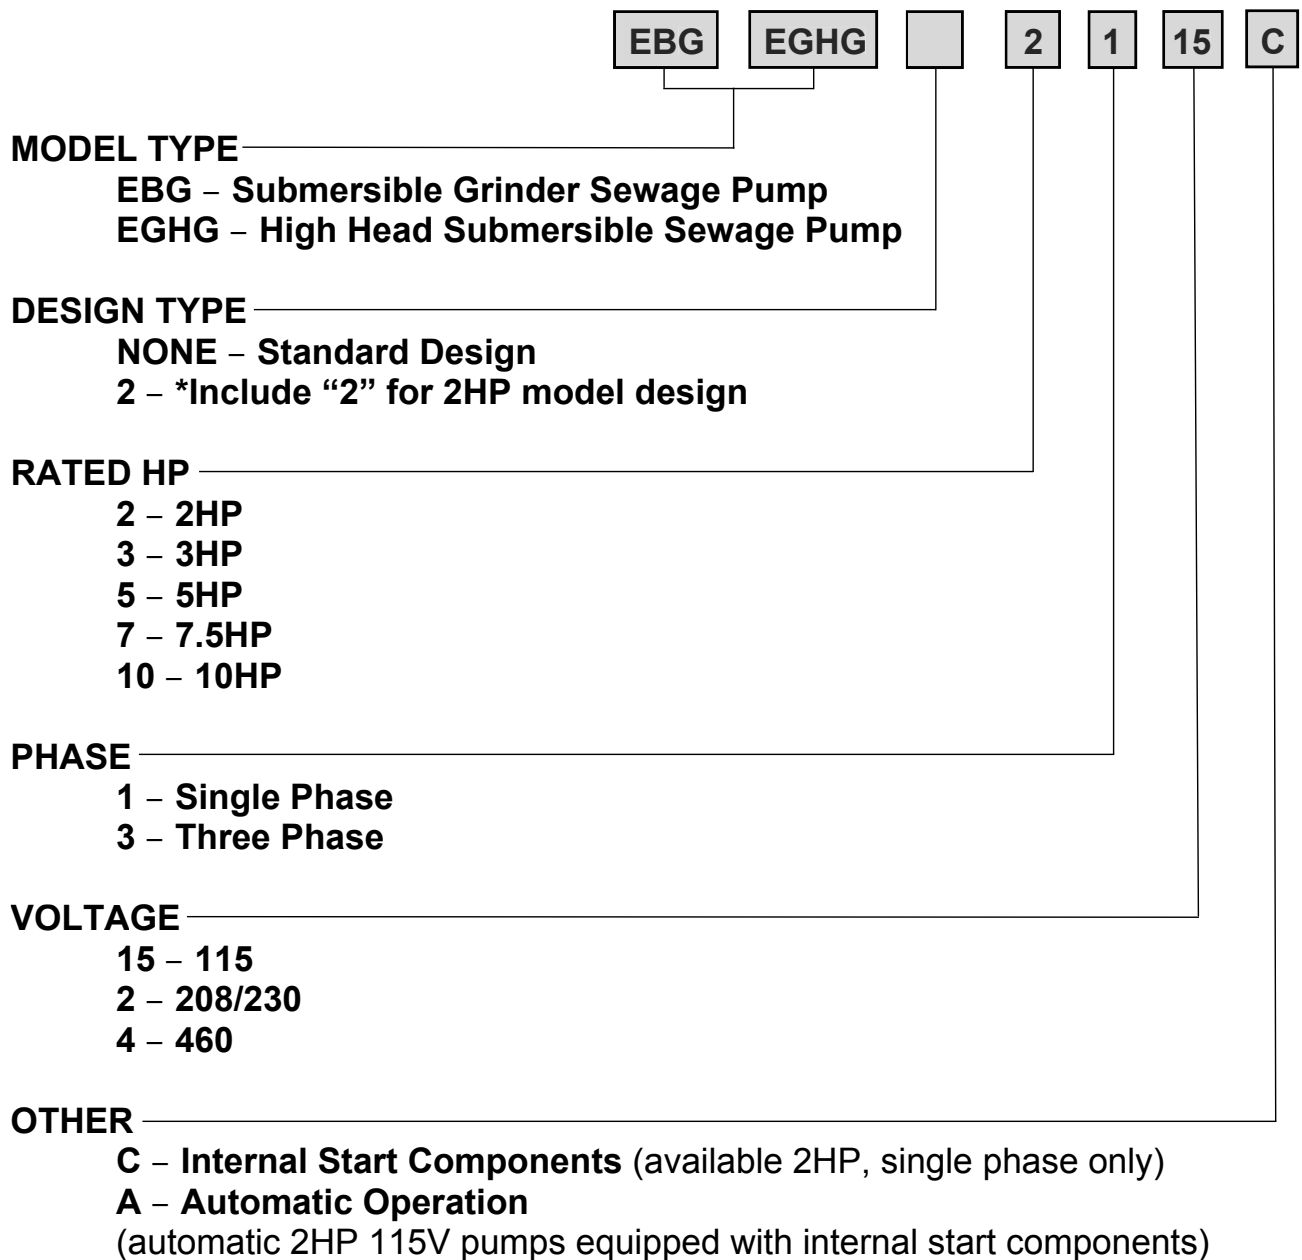 EBG EGHG 2 1 15 C
MODEL TYPE
EBG – Submersible Grinder Sewage Pump
EGHG – High Head Submersible Sewage Pump
DESIGN TYPE
NONE – Standard Design
2 – *Include “2” for 2HP model design
RATED HP
2 – 2HP
3 – 3HP
5 – 5HP
7 – 7.5HP
10 – 10HP
PHASE
1 – Single Phase
3 – Three Phase
VOLTAGE
15 – 115
2 – 208/230
4 – 460
OTHER
C – Internal Start Components (available 2HP, single phase only)
A – Automatic Operation
(automatic 2HP 115V pumps equipped with internal start components)